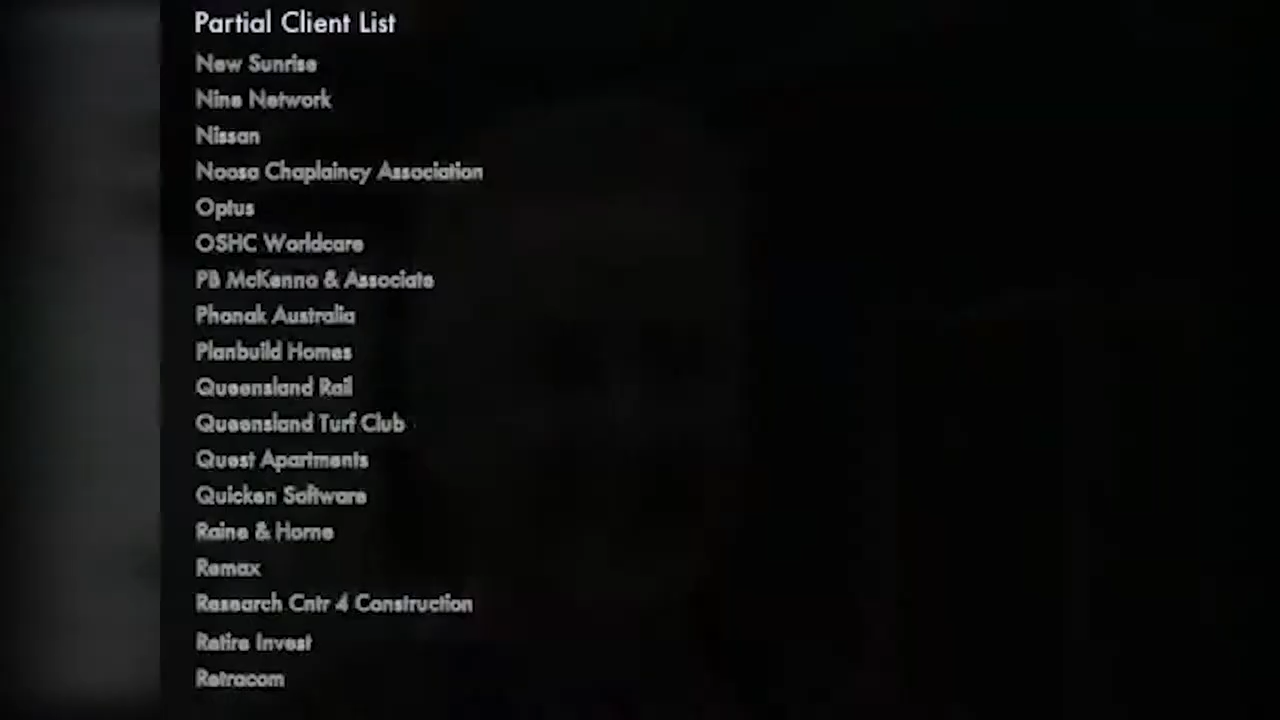 Partial Client List
New Sunrise
Nine Network
Nissan
Noosa Chaplaincy Association
Optus
OSHC Worldcare
PB McKenna & Associate
Phonak Australia
Planbuild Homes
Queensland Rail
Queensland Turf Club
Quest Apartments
Quicken Software
Raine & Horne
Remax
Research Cntr 4 Construction
Retire Invest
Retracom